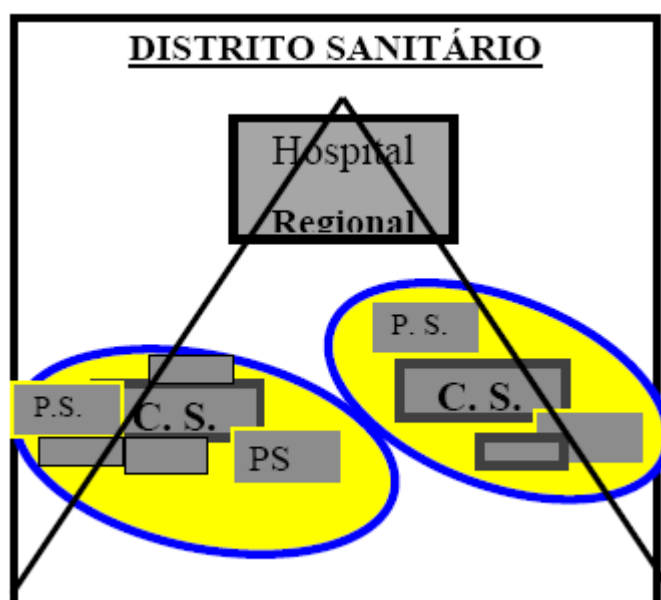 DISTRITO SANITÁRIO
Hospital
Regional
P. S.
C. S.
P.S.
C. S.
PS